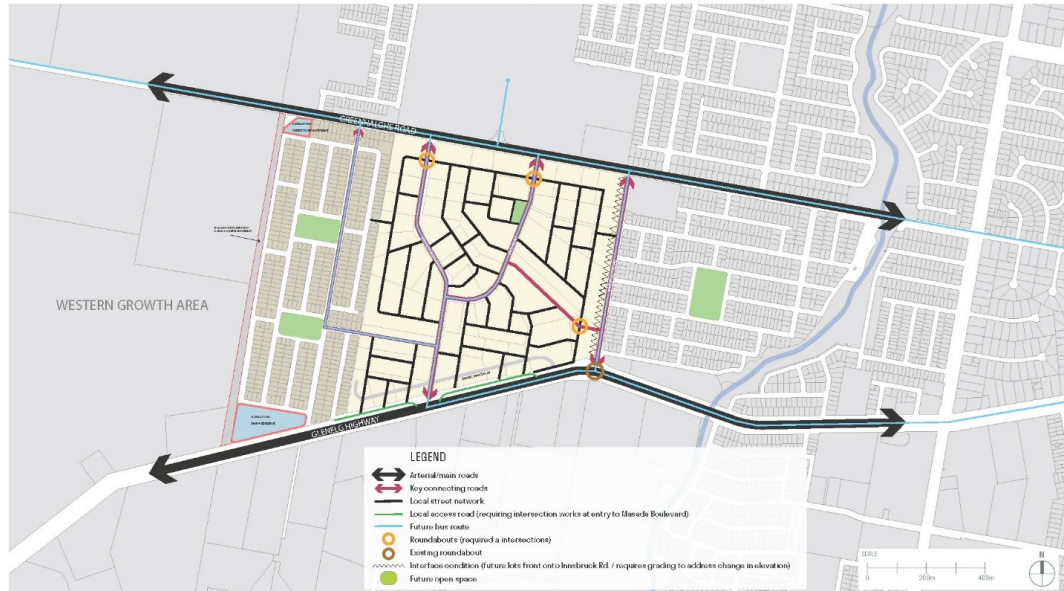 GREENHALGHS ROAD
WESTERN GROWTH AREA
GLENELG HIGHWAY
LEGEND
Arterial/main roads
Key connecting roads
Local street network
Local access road (requiring intersection works at entry to Masada Boulevard)
Future bus route
Roundabouts (required a intersections)
Existing roundabout
Interface condition (future lots front onto Innsbruck Rd. / requires grading to address change in elevation)
Future open space
SCALE
0 200m 400m
N